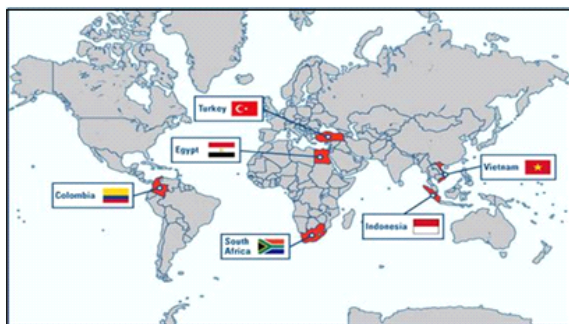 Turkey
Egypt
Colombia
Vietnam
Indonesia
South
Africa